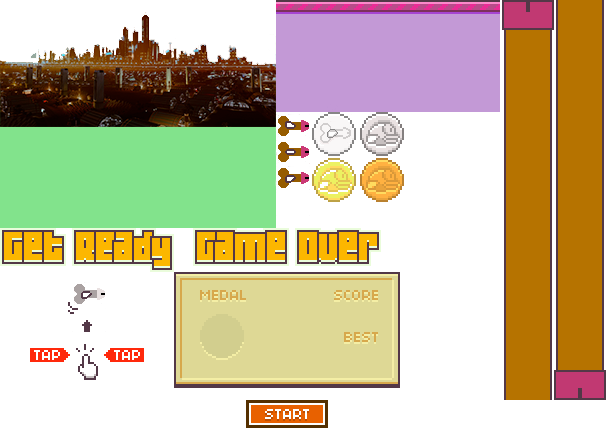 Get Ready
Game Over
MEDAL
SCORE
BEST
TAP
TAP
START